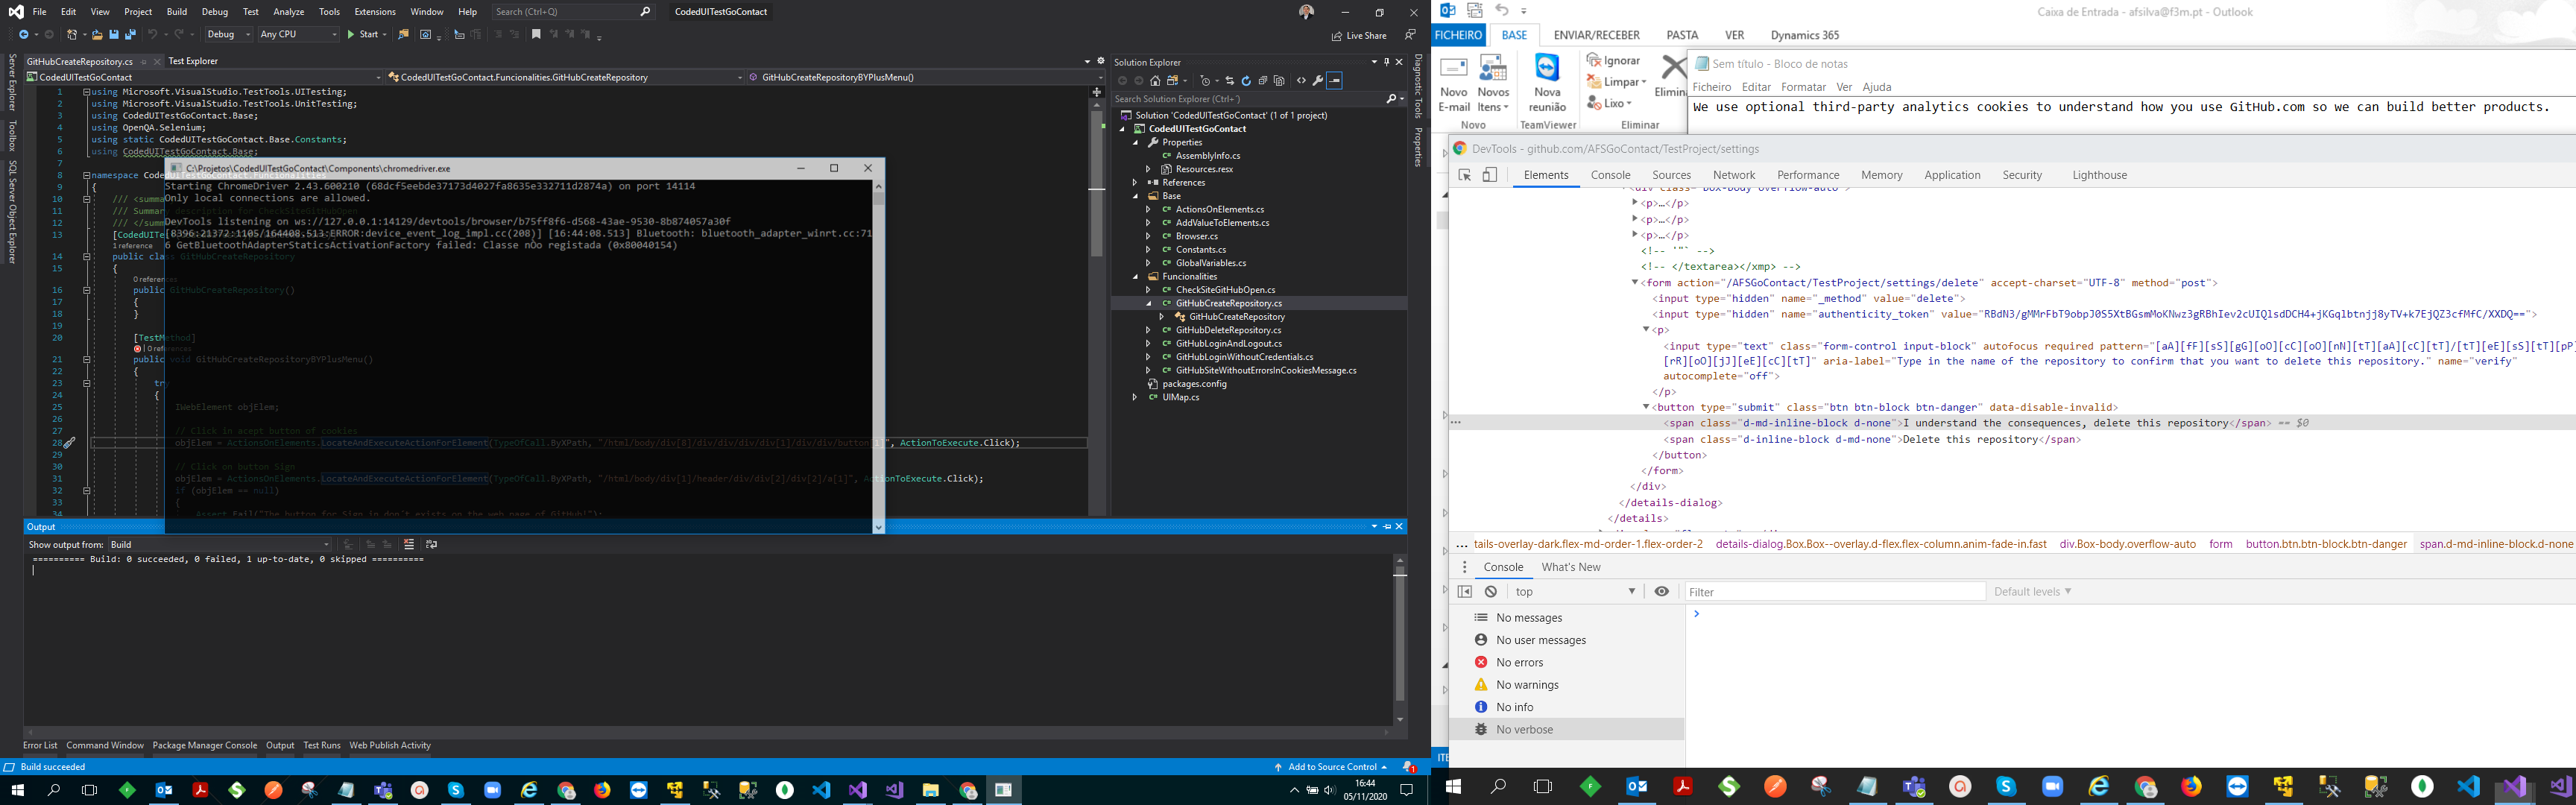 File Edit View Project Build Debug Test Analyze Tools Extensions Window Help Search (Ctrl+Q) CodedUITestGoContact
Debug Any CPU Start Live Share
Server Explorer
Toolbox
SQL Server Object Explorer
GitHubCreateRepository.cs Test Explorer
CodedUITestGoContact CodedUITestGoContact.Funcionalities.GitHubCreateRepository GitHubCreateRepositoryBYPlusMenu()
1 using Microsoft.VisualStudio.TestTools.UITesting;
2 using Microsoft.VisualStudio.TestTools.UnitTesting;
3 using CodedUITestGoContact.Base;
4 using OpenQA.Selenium;
5 using static CodedUITestGoContact.Base.Constants;
6 using CodedUITestGoContact.Base;
7
8 namespace CodedUITestGoContact.Funcionalities
9 {
10 /// <summa
11 /// Summary description for CheckSiteGitHubOpen
12 /// </summ
13 [CodedUITe
1 reference
14 public class GitHubCreateRepository
15 {
0 references
16 public GitHubCreateRepository()
17 {
18 }
19
20 [TestMethod]
0 references
21 public void GitHubCreateRepositoryBYPlusMenu()
22 {
23 try
24 {
25 IWebElement objElem;
26
27 // Click in acept button of cookies
28 objElem = ActionsOnElements.LocateAndExecuteActionForElement(TypeOfCall.ByXPath, "/html/body/div[8]/div/div/div/div[1]/div/div/button[1]", ActionToExecute.Click);
29
30 // Click on button Sign
31 objElem = ActionsOnElements.LocateAndExecuteActionForElement(TypeOfCall.ByXPath, "/html/body/div[1]/header/div/div[2]/div[2]/a[1]", ActionToExecute.Click);
32 if (objElem == null)
33 {
34 Assert.Fail("The button for Sign in don´t exists on the web page of GitHub!");
C:\Projetos\CodedUITestGoContact\Components\chromedriver.exe
Starting ChromeDriver 2.43.600210 (68dcf5eebde37173d4027fa8635e332711d2874a) on port 14114
Only local connections are allowed.
DevTools listening on ws://127.0.0.1:14129/devtools/browser/b75ff8f6-d568-43ae-9530-8b874057a30f
[8396:21372:1105/164408.513:ERROR:device_event_log_impl.cc(208)] [16:44:08.513] Bluetooth: bluetooth_adapter_winrt.cc:71
6 GetBluetoothAdapterStaticsActivationFactory failed: Classe nÒo registada (0x80040154)
Output
Show output from: Build
========== Build: 0 succeeded, 0 failed, 1 up-to-date, 0 skipped ==========
Error List Command Window Package Manager Console Output Test Runs Web Publish Activity
Build succeeded Add to Source Control 1
16:44
05/11/2020
Solution Explorer
Search Solution Explorer (Ctrl+')
Solution 'CodedUITestGoContact' (1 of 1 project)
CodedUITestGoContact
Properties
AssemblyInfo.cs
Resources.resx
References
Base
ActionsOnElements.cs
AddValueToElements.cs
Browser.cs
Constants.cs
GlobalVariables.cs
Funcionalities
CheckSiteGitHubOpen.cs
GitHubCreateRepository.cs
GitHubCreateRepository
GitHubDeleteRepository.cs
GitHubLoginAndLogout.cs
GitHubLoginWithoutCredentials.cs
GitHubSiteWithoutErrorsInCookiesMessage.cs
packages.config
UIMap.cs
Diagnostic Tools
Properties
Caixa de Entrada - afsilva@f3m.pt - Outlook
FICHEIRO BASE ENVIAR/RECEBER PASTA VER Dynamics 365
Novo E-mail
Novos Itens
Novo
Nova reunião
TeamViewer
Ignorar
Limpar
Lixo
Elimin
Eliminar
Sem título - Bloco de notas
Ficheiro Editar Formatar Ver Ajuda
We use optional third-party analytics cookies to understand how you use GitHub.com so we can build better products.
DevTools - github.com/AFSGoContact/TestProject/settings
Elements Console Sources Network Performance Memory Application Security Lighthouse
<div class="Box-body overflow-auto">
<p>…</p>
<p>…</p>
<p>…</p>
<!-- '"` -->
<!-- </textarea></xmp> -->
<form action="/AFSGoContact/TestProject/settings/delete" accept-charset="UTF-8" method="post">
<input type="hidden" name="_method" value="delete">
<input type="hidden" name="authenticity_token" value="RBdN3/gMMrFbT9obpJ0S5XtBGsmMoKNwz3gRBhIev2cUIQ1sdDCH4+jKGq1btnjj8yTV+k7EjQZ3cfMfC/XXDQ==">
<p>
<input type="text" class="form-control input-block" autofocus required pattern="[aA][fF][sS][gG][oO][cC][oO][nN][tT][aA][cC][tT]/[tT][eE][sS][tT][pP]
[rR][oO][jJ][eE][cC][tT]" aria-label="Type in the name of the repository to confirm that you want to delete this repository." name="verify"
autocomplete="off">
</p>
<button type="submit" class="btn btn-block btn-danger" data-disable-invalid>
<span class="d-md-inline-block d-none">I understand the consequences, delete this repository</span> == $0
<span class="d-inline-block d-md-none">Delete this repository</span>
</button>
</form>
</div>
</details-dialog>
</details>
... tails-overlay-dark.flex-md-order-1.flex-order-2 details-dialog.Box.Box--overlay.d-flex.flex-column.anim-fade-in.fast div.Box-body.overflow-auto form button.btn.btn-block.btn-danger span.d-md-inline-block.d-none
Console What's New
top Filter Default levels
No messages
No user messages
No errors
No warnings
No info
No verbose
ITE